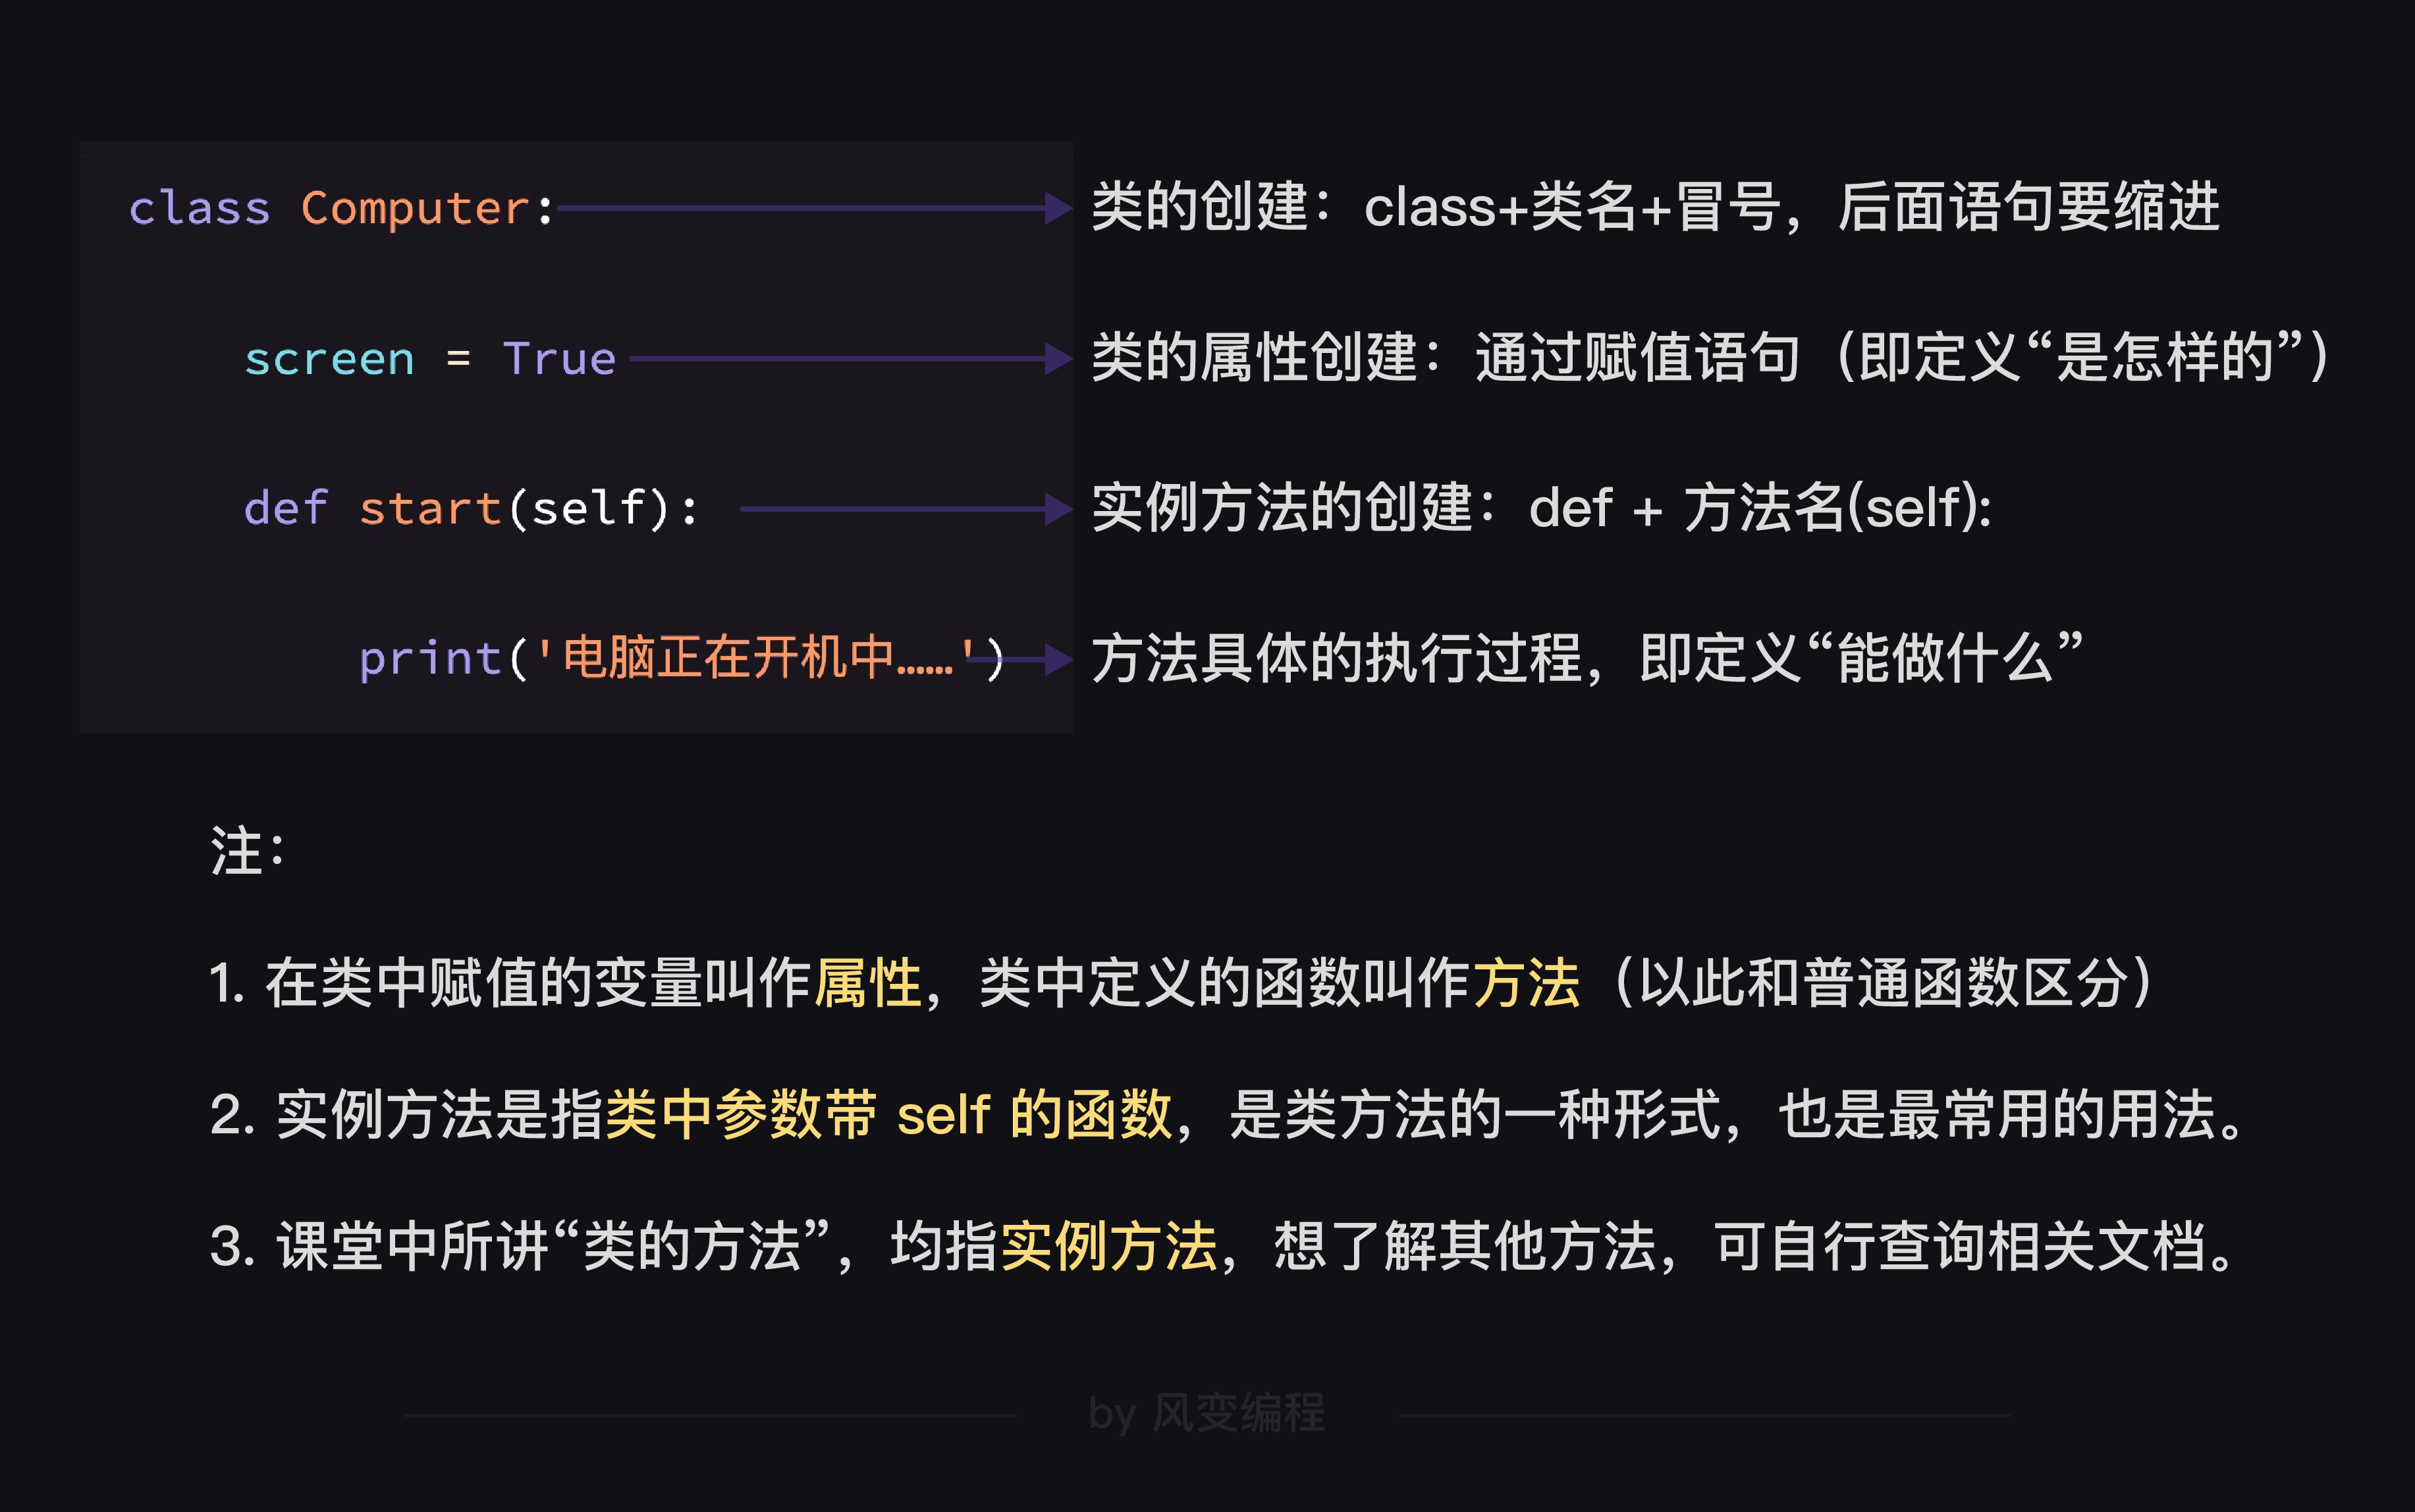 class Computer: 类的创建：class+类名+冒号，后面语句要缩进
screen = True 类的属性创建：通过赋值语句（即定义“是怎样的”）
def start(self): 实例方法的创建：def + 方法名(self):
print('电脑正在开机中……') 方法具体的执行过程，即定义“能做什么”
注：
1. 在类中赋值的变量叫作属性，类中定义的函数叫作方法（以此和普通函数区分）
2. 实例方法是指类中参数带 self 的函数，是类方法的一种形式，也是最常用的用法。
3. 课堂中所讲“类的方法”，均指实例方法，想了解其他方法，可自行查询相关文档。
by 风变编程